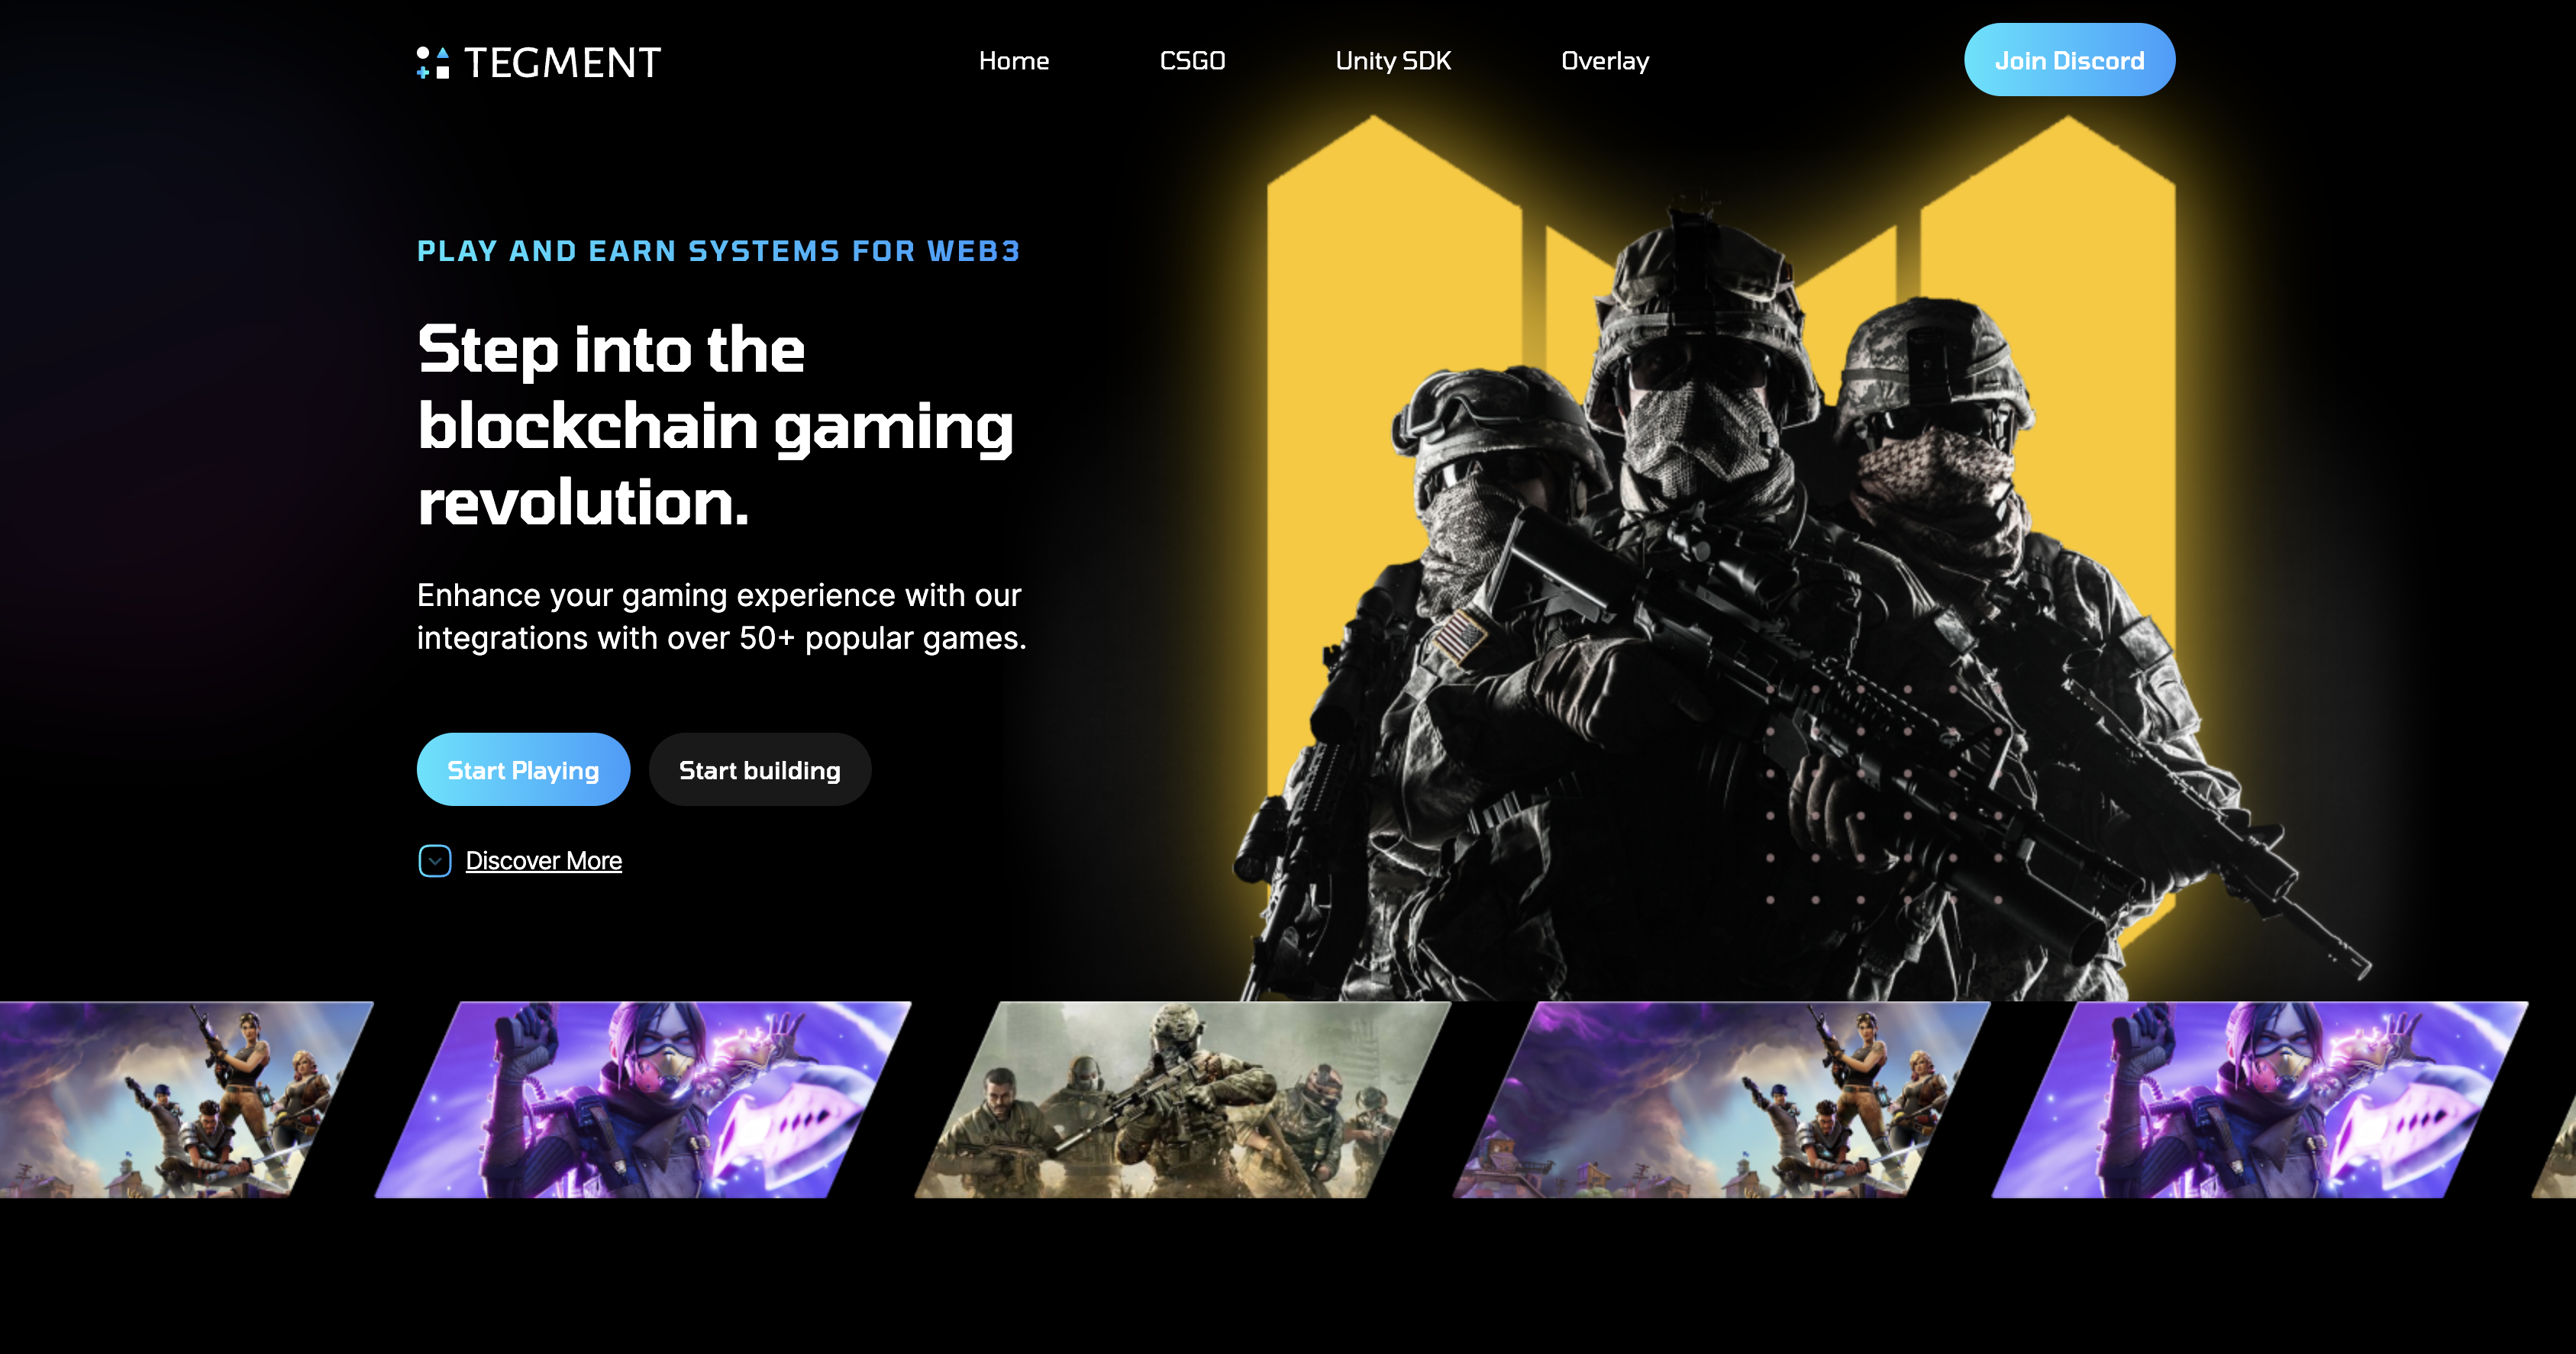 TEGMENT
Home
CSGO
Unity SDK
Overlay
Join Discord
PLAY AND EARN SYSTEMS FOR WEB3
Step into the
blockchain gaming
revolution.
Enhance your gaming experience with our
integrations with over 50+ popular games.
Start Playing
Start building
Discover More